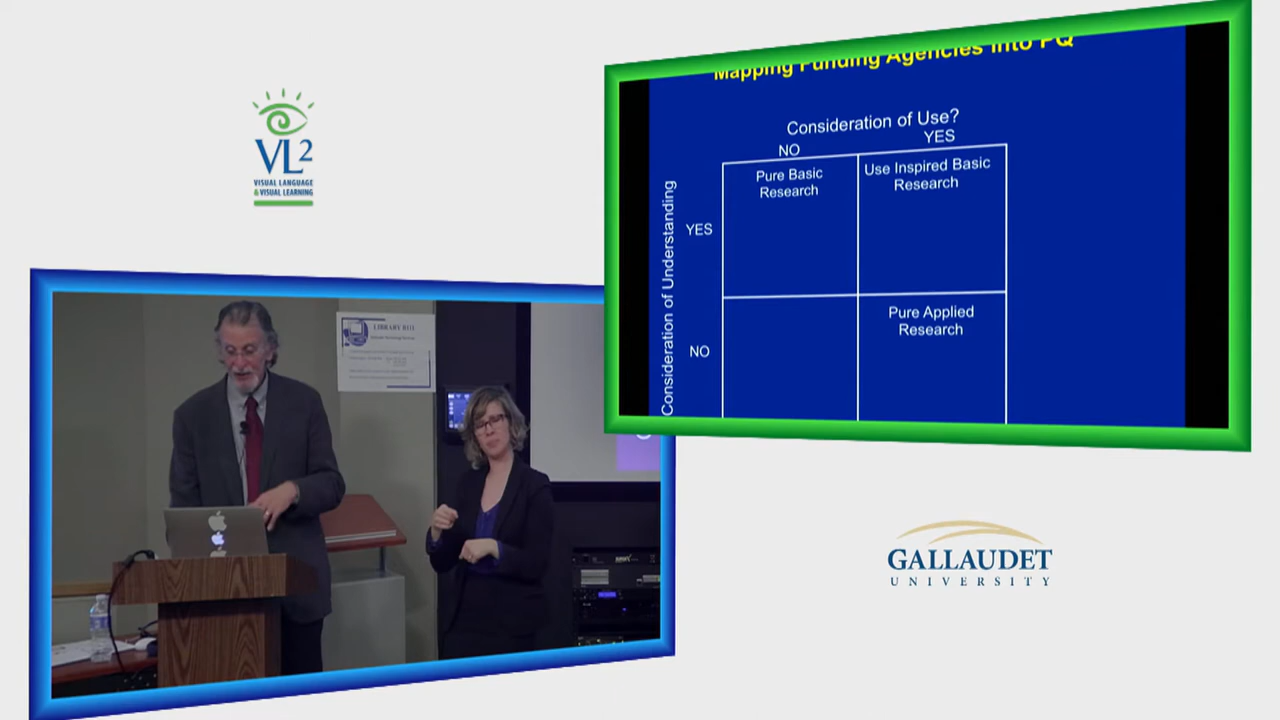 VL2
VISUAL LANGUAGE
& VISUAL LEARNING
Mapping Funding Agencies into PQ
Consideration of Use?
NO
YES
Consideration of Understanding
YES
NO
Pure Basic
Research
Use Inspired Basic
Research
Pure Applied
Research
LIBRARY B111
GALLAUDET
UNIVERSITY